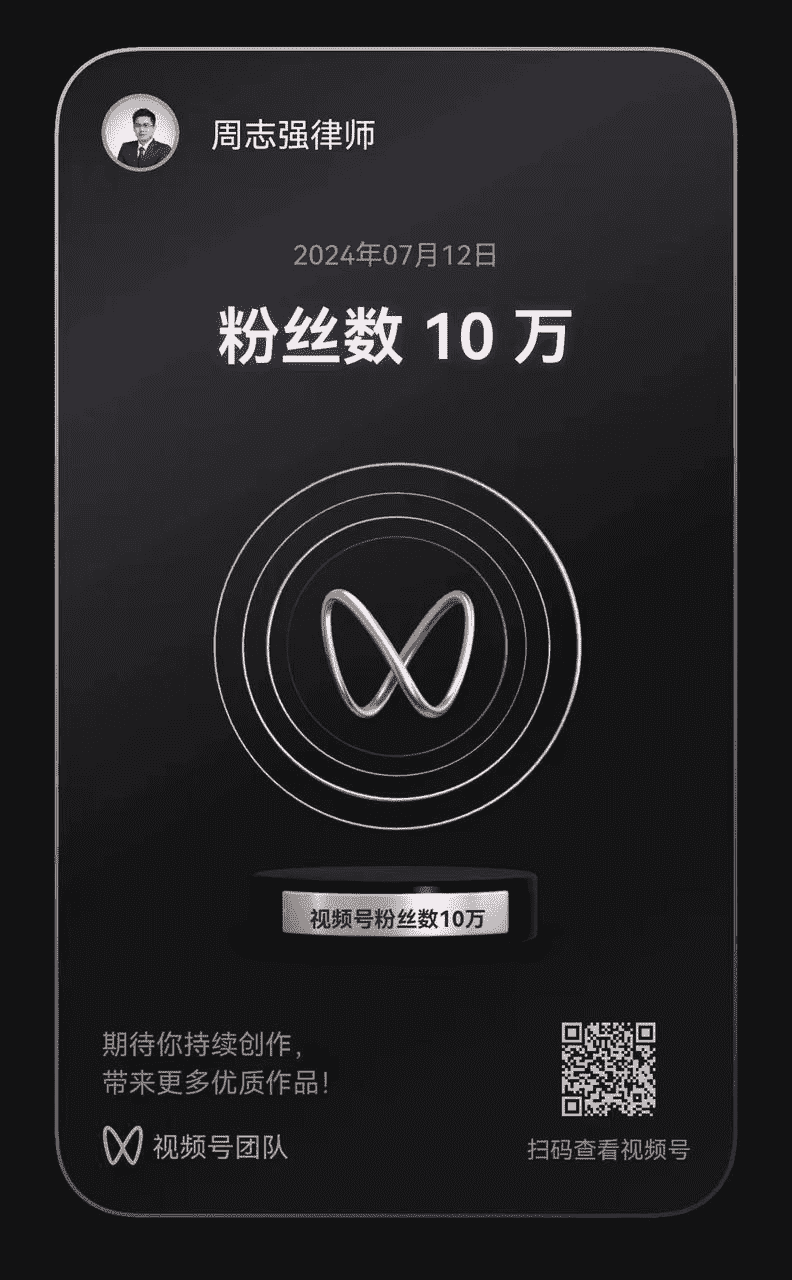 周志强律师
2024年07月12日
粉丝数 10 万
视频号粉丝数10万
期待你持续创作，
带来更多优质作品！
视频号团队
扫码查看视频号